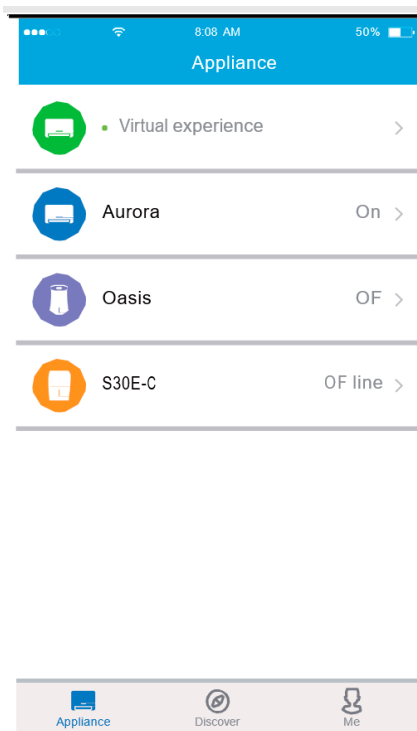 8:08 AM 50%
Appliance
Virtual experience
Aurora On
Oasis OF
S30E-C OF line
Appliance Discover Me